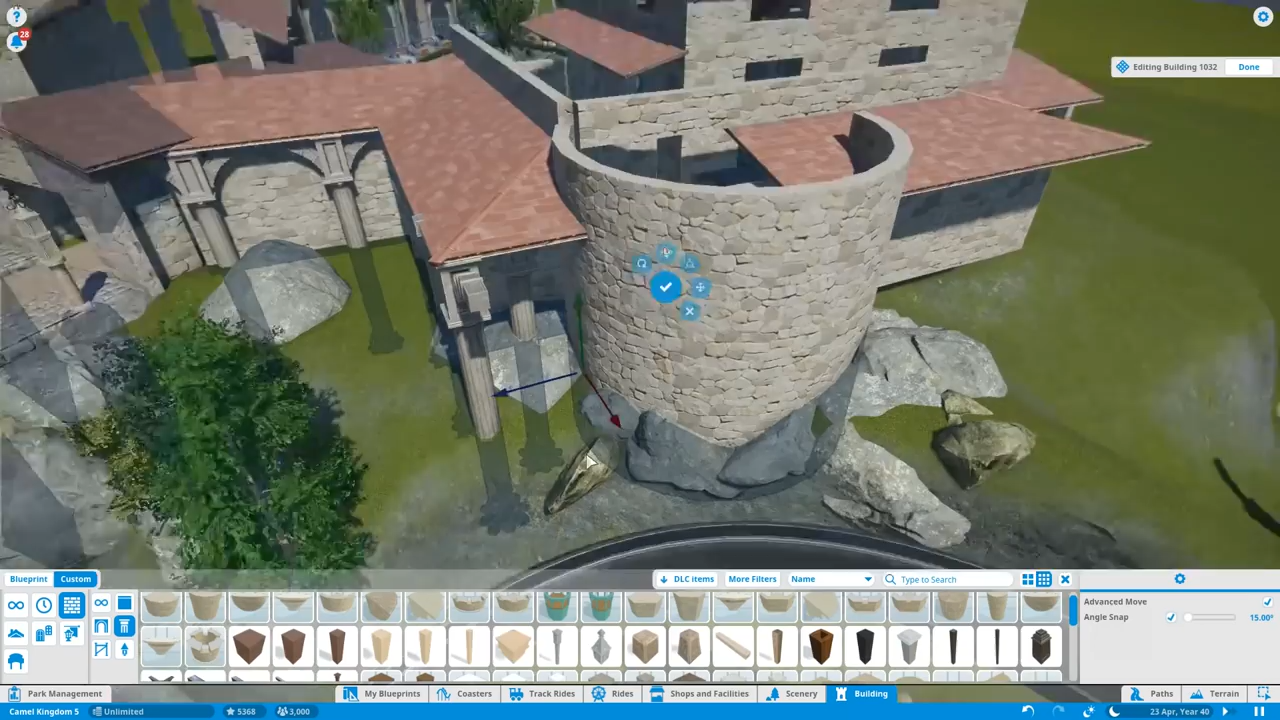 ?
28
Editing Building 1032
Done
Blueprint
Custom
DLC items
More Filters
Name
Type to Search
Advanced Move
Angle Snap
15.00°
Park Management
My Blueprints
Coasters
Track Rides
Rides
Shops and Facilities
Scenery
Building
Paths
Terrain
Camel Kingdom 5
Unlimited
5368
3,000
23 Apr, Year 40